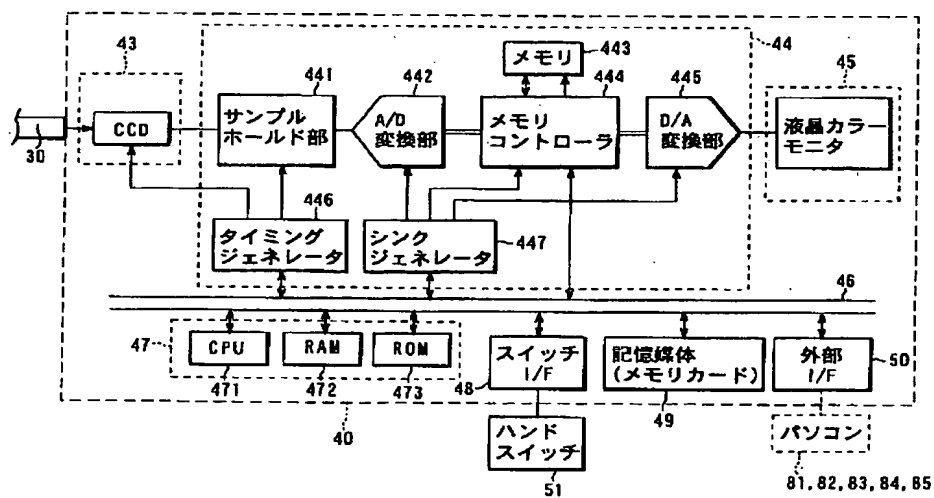 43
441
442
メモリ
443
444
445
44
45
CCD
サンプル
ホールド部
A/D
変換部
メモリ
コントローラ
D/A
変換部
液晶カラー
モニタ
30
446
タイミング
ジェネレータ
シンク
ジェネレータ
447
46
47
CPU
RAM
ROM
471
472
473
48
スイッチ
I/F
記憶媒体
(メモリカード)
49
外部
I/F
50
40
ハンド
スイッチ
51
パソコン
81, 82, 83, 84, 85